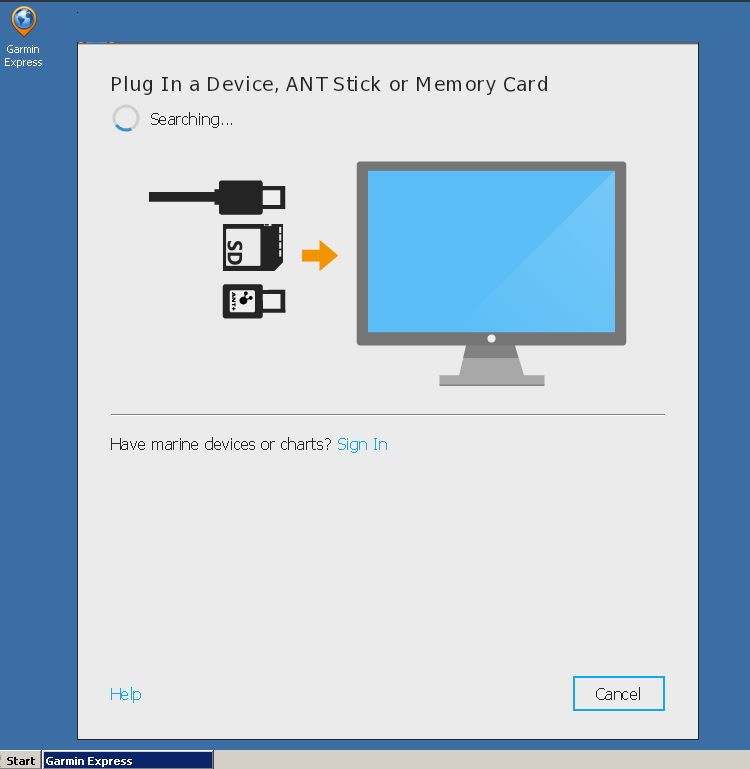 Garmin
Express
Plug In a Device, ANT Stick or Memory Card
Searching...
SD
ANT+
Have marine devices or charts? Sign In
Help
Cancel
Start
Garmin Express